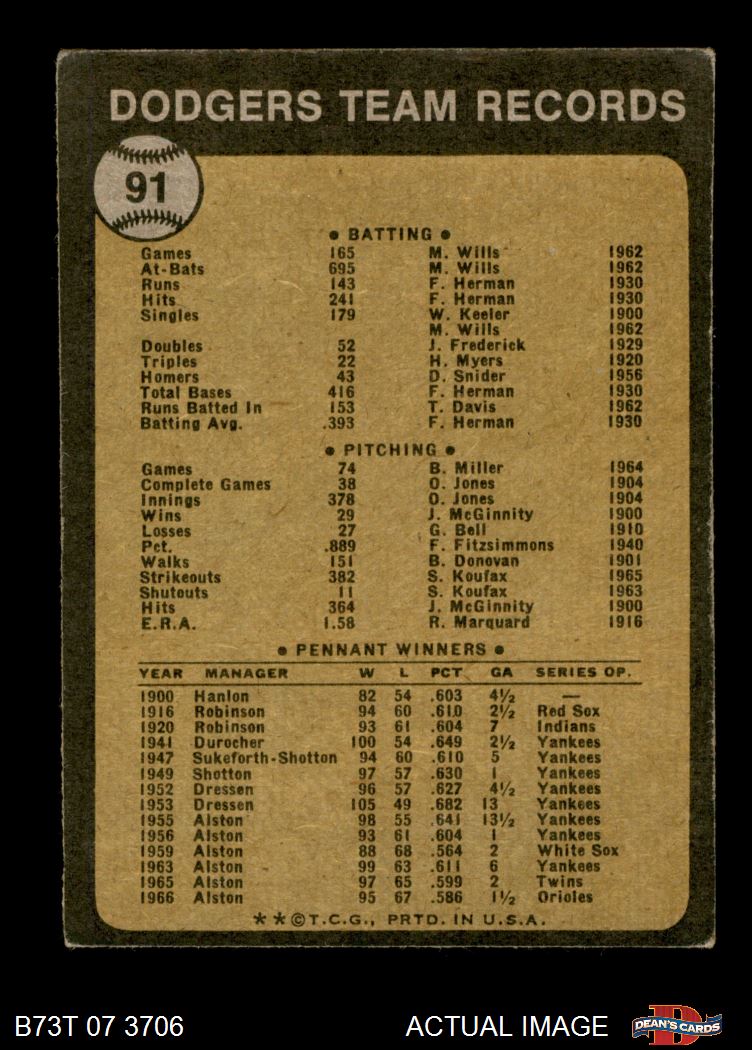 DODGERS TEAM RECORDS
91
• BATTING •
Games 165 M. Wills 1962
At-Bats 695 M. Wills 1962
Runs 143 F. Herman 1930
Hits 241 F. Herman 1930
Singles 179 W. Keeler 1900
M. Wills 1962
Doubles 52 J. Frederick 1929
Triples 22 H. Myers 1920
Homers 43 D. Snider 1956
Total Bases 416 F. Herman 1930
Runs Batted In 153 T. Davis 1962
Batting Avg. .393 F. Herman 1930
• PITCHING •
Games 74 B. Miller 1964
Complete Games 38 O. Jones 1904
Innings 378 O. Jones 1904
Wins 29 J. McGinnity 1900
Losses 27 G. Bell 1910
Pct. .889 F. Fitzsimmons 1940
Walks 151 B. Donovan 1901
Strikeouts 382 S. Koufax 1965
Shutouts 11 S. Koufax 1963
Hits 364 J. McGinnity 1900
E.R.A. 1.58 R. Marquard 1916
• PENNANT WINNERS •
YEAR MANAGER W L PCT GA SERIES OP.
1900 Hanlon 82 54 .603 4½ —
1916 Robinson 94 60 .610 2½ Red Sox
1920 Robinson 93 61 .604 7 Indians
1941 Durocher 100 54 .649 2½ Yankees
1947 Sukeforth-Shotton 94 60 .610 5 Yankees
1949 Shotton 97 57 .630 1 Yankees
1952 Dressen 96 57 .627 4½ Yankees
1953 Dressen 105 49 .682 13 Yankees
1955 Alston 98 55 .641 13½ Yankees
1956 Alston 93 61 .604 1 Yankees
1959 Alston 88 68 .564 2 White Sox
1963 Alston 99 63 .611 6 Yankees
1965 Alston 97 65 .599 2 Twins
1966 Alston 95 67 .586 1½ Orioles
**©T.C.G., PRTD. IN U.S.A.
B73T 07 3706 ACTUAL IMAGE DEAN'S CARDS